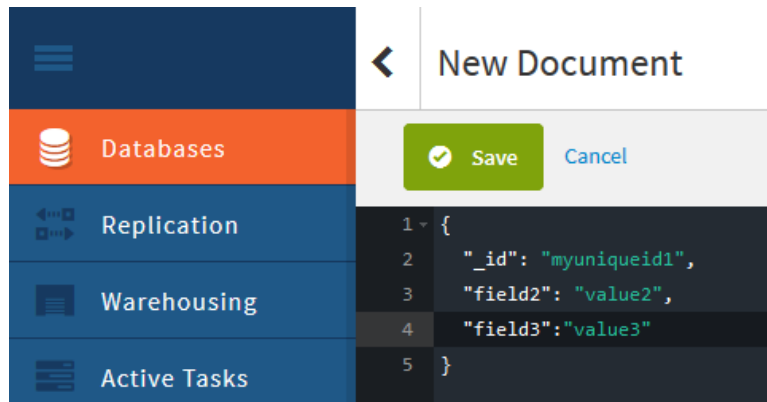 New Document
Databases
Save Cancel
Replication
Warehousing
Active Tasks
1 {
2 "_id": "myuniqueid1",
3 "field2": "value2",
4 "field3":"value3"
5 }